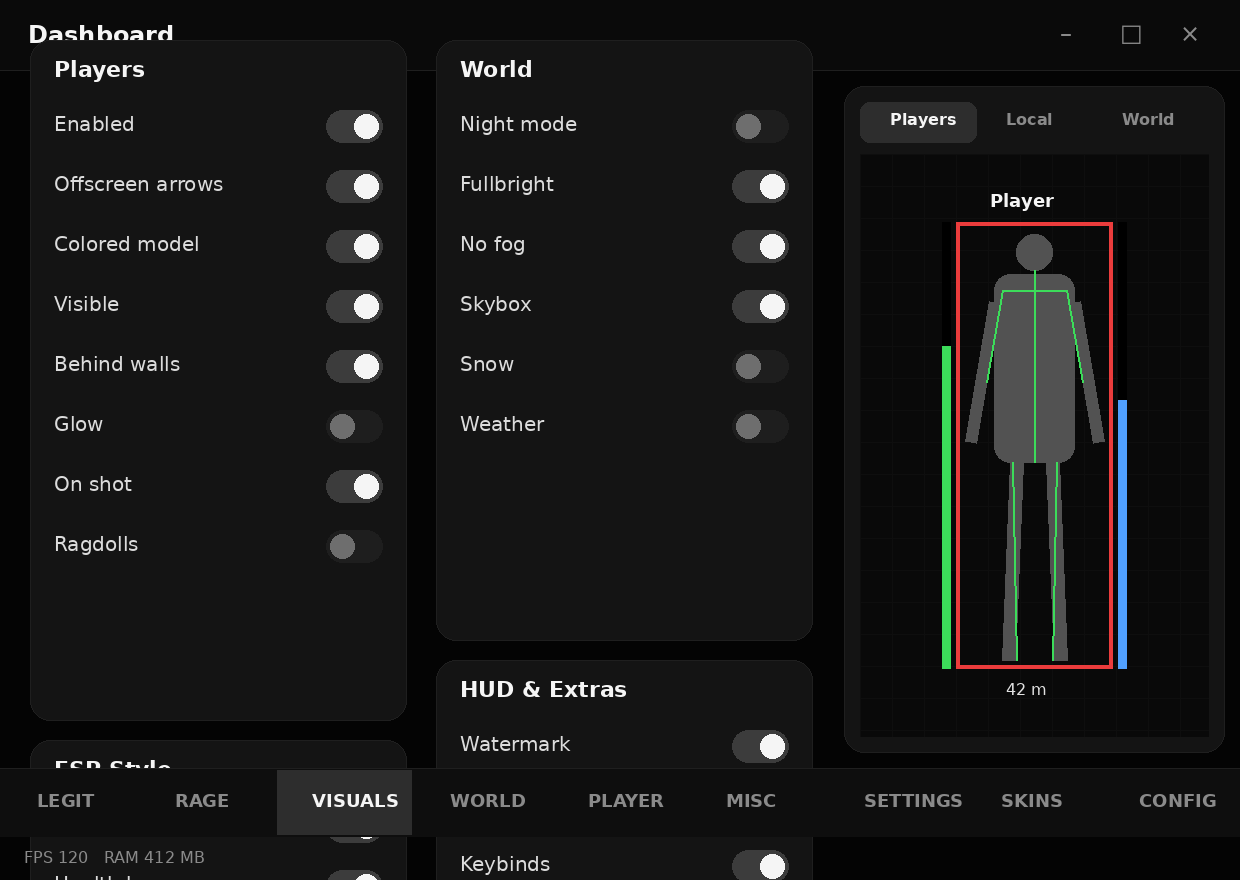 Dashboard
Players
Enabled
Offscreen arrows
Colored model
Visible
Behind walls
Glow
On shot
Ragdolls
World
Night mode
Fullbright
No fog
Skybox
Snow
Weather
HUD & Extras
Watermark
Keybinds
Players Local World
Player
42 m
ESP Style
LEGIT RAGE VISUALS WORLD PLAYER MISC SETTINGS SKINS CONFIG
FPS 120 RAM 412 MB